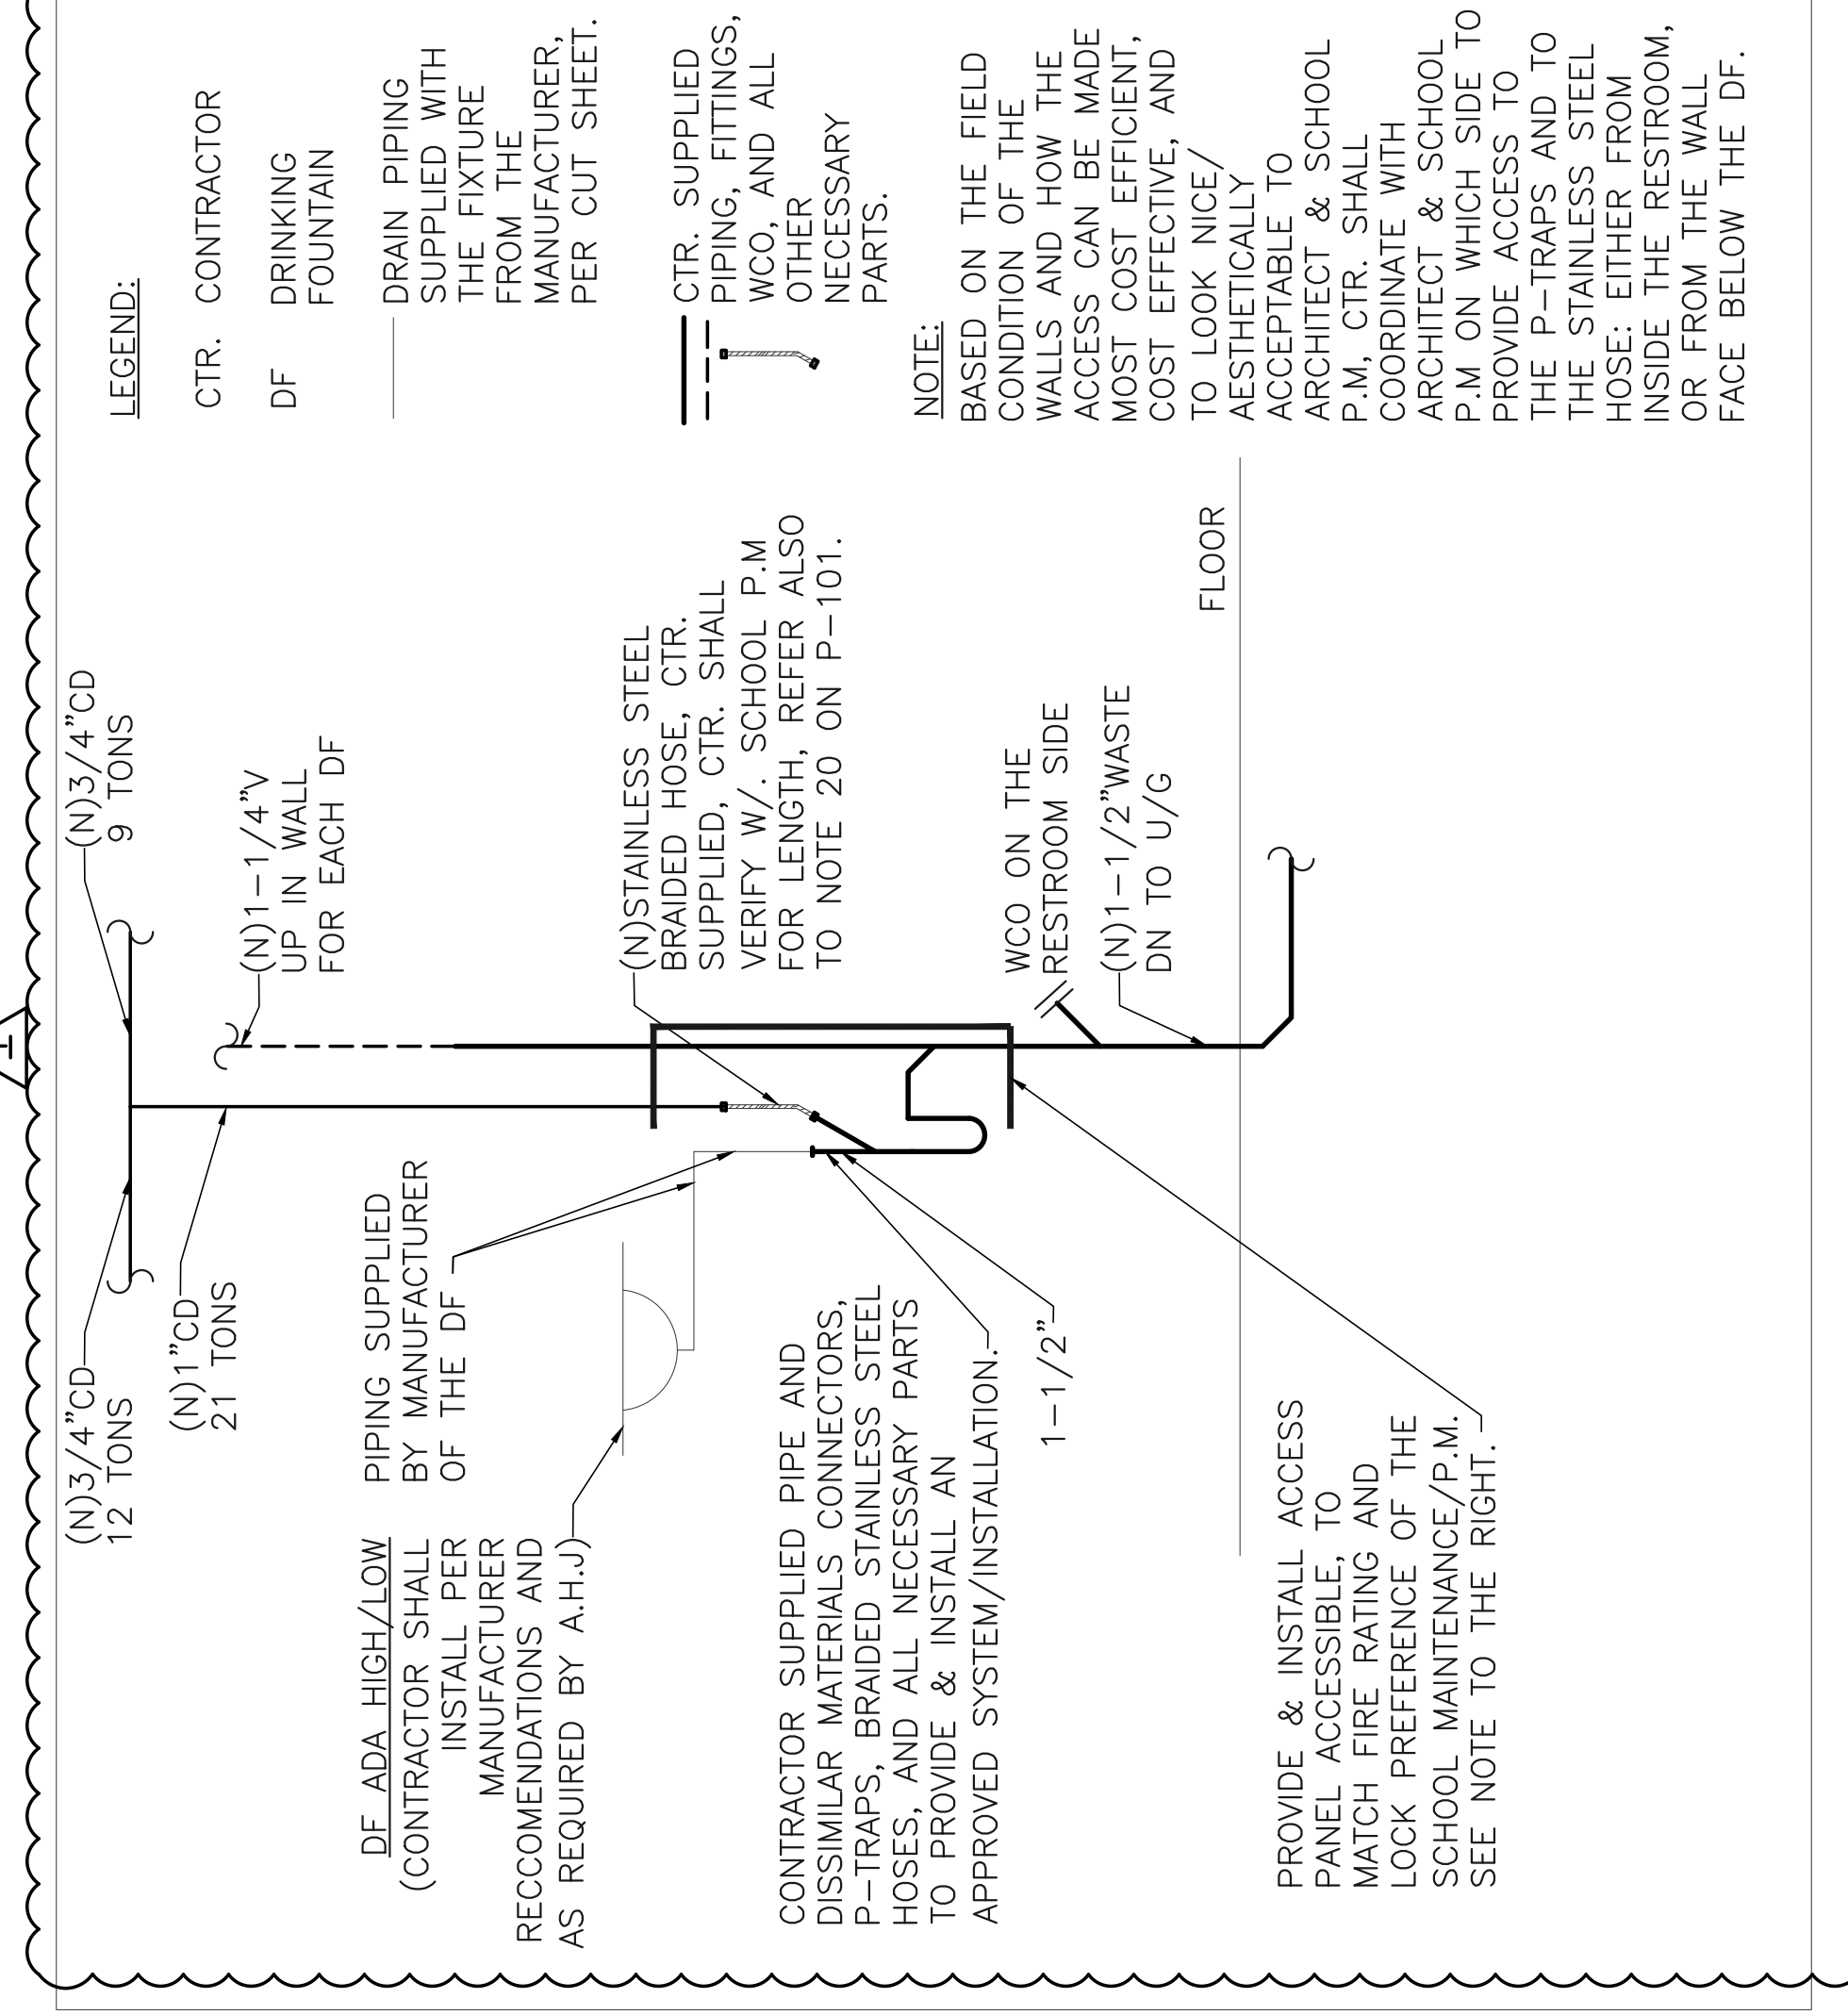 (N)3/4"CD
12 TONS
(N)3/4"CD
9 TONS
(N)1"CD
21 TONS
(N)1-1/4"V
UP IN WALL
FOR EACH DF
PIPING SUPPLIED
BY MANUFACTURER
OF THE DF
DF ADA HIGH/LOW
(CONTRACTOR SHALL
INSTALL PER
MANUFACTURER
RECCOMENDATIONS AND
AS REQUIRED BY A.H.J)
(N)STAINLESS STEEL
BRAIDED HOSE, CTR.
SUPPLIED, CTR. SHALL
VERIFY W/. SCHOOL P.M
FOR LENGTH, REFER ALSO
TO NOTE 20 ON P-101.
CONTRACTOR SUPPLIED PIPE AND
DISSIMILAR MATERIALS CONNECTORS,
P-TRAPS, BRAIDED STAINLESS STEEL
HOSES, AND ALL NECESSARY PARTS
TO PROVIDE & INSTALL AN
APPROVED SYSTEM/INSTALLATION.
1-1/2"
WCO ON THE
RESTROOM SIDE
(N)1-1/2"WASTE
DN TO U/G
FLOOR
PROVIDE & INSTALL ACCESS
PANEL ACCESSIBLE, TO
MATCH FIRE RATING AND
LOCK PREFERENCE OF THE
SCHOOL MAINTENANCE/P.M.
SEE NOTE TO THE RIGHT.
LEGEND:
CTR. CONTRACTOR
DF DRINKING
FOUNTAIN
DRAIN PIPING
SUPPLIED WITH
THE FIXTURE
FROM THE
MANUFACTURER,
PER CUT SHEET.
CTR. SUPPLIED
PIPING, FITTINGS,
WCO, AND ALL
OTHER
NECESSARY
PARTS.
NOTE:
BASED ON THE FIELD
CONDITION OF THE
WALLS AND HOW THE
ACCESS CAN BE MADE
MOST COST EFFICIENT,
COST EFFECTIVE, AND
TO LOOK NICE/
AESTHETICALLY
ACCEPTABLE TO
ARCHITECT & SCHOOL
P.M, CTR. SHALL
COORDINATE WITH
ARCHITECT & SCHOOL
P.M ON WHICH SIDE TO
PROVIDE ACCESS TO
THE P-TRAPS AND TO
THE STAINLESS STEEL
HOSE: EITHER FROM
INSIDE THE RESTROOM,
OR FROM THE WALL
FACE BELOW THE DF.